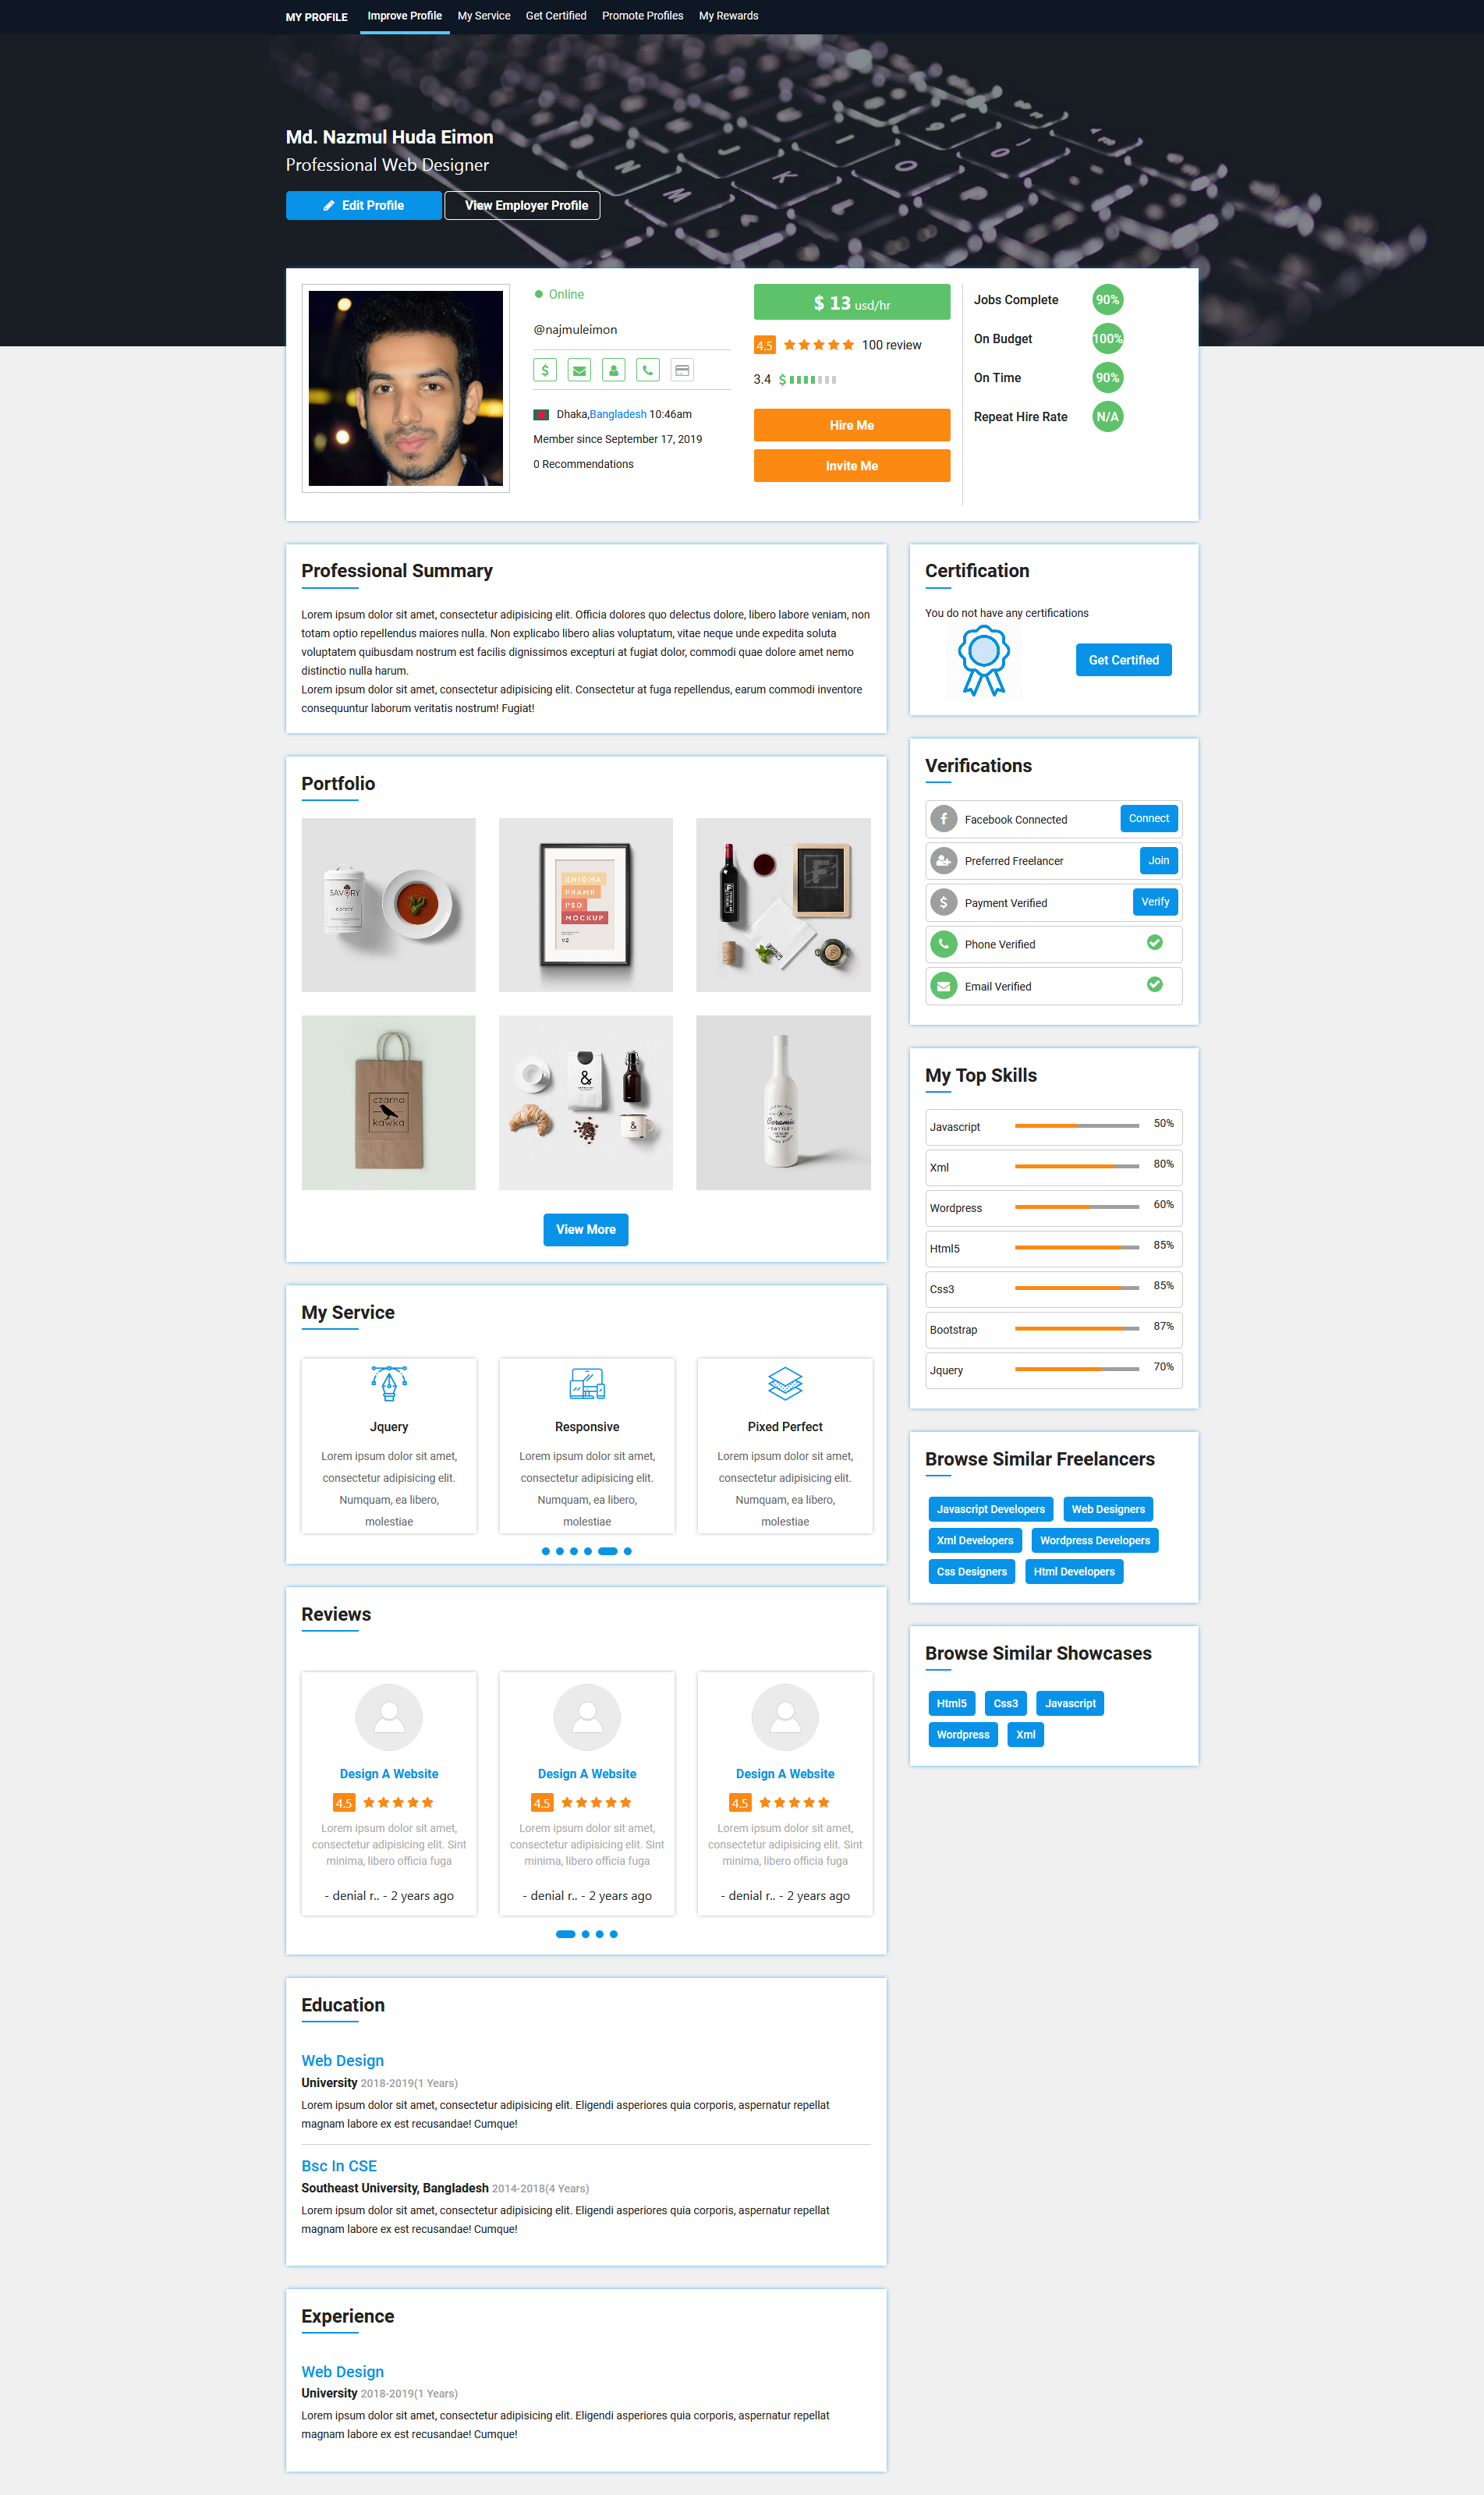 MY PROFILE Improve Profile My Service Get Certified Promote Profiles My Rewards
Md. Nazmul Huda Eimon
Professional Web Designer
Edit Profile View Employer Profile
Online
@najmuleimon
Dhaka,Bangladesh 10:46am
Member since September 17, 2019
0 Recommendations
$ 13 usd/hr
4.5 100 review
3.4 $
Hire Me
Invite Me
Jobs Complete 90%
On Budget 100%
On Time 90%
Repeat Hire Rate N/A
Professional Summary
Lorem ipsum dolor sit amet, consectetur adipisicing elit. Officia dolores quo delectus dolore, libero labore veniam, non
totam optio repellendus maiores nulla. Non explicabo libero alias voluptatum, vitae neque unde expedita soluta
voluptatem quibusdam nostrum est facilis dignissimos excepturi at fugiat dolor, commodi quae dolore amet nemo
distinctio nulla harum.
Lorem ipsum dolor sit amet, consectetur adipisicing elit. Consectetur at fuga repellendus, earum commodi inventore
consequuntur laborum veritatis nostrum! Fugiat!
Portfolio
SAVORY
ENIGMA
FRAME
PSD
MOCKUP
V.2
F
czarna
kawka
&
&
Ceramic
BOTTLE
View More
My Service
Jquery
Lorem ipsum dolor sit amet,
consectetur adipisicing elit.
Numquam, ea libero,
molestiae
Responsive
Lorem ipsum dolor sit amet,
consectetur adipisicing elit.
Numquam, ea libero,
molestiae
Pixed Perfect
Lorem ipsum dolor sit amet,
consectetur adipisicing elit.
Numquam, ea libero,
molestiae
Reviews
Design A Website
4.5
Lorem ipsum dolor sit amet,
consectetur adipisicing elit. Sint
minima, libero officia fuga
- denial r.. - 2 years ago
Design A Website
4.5
Lorem ipsum dolor sit amet,
consectetur adipisicing elit. Sint
minima, libero officia fuga
- denial r.. - 2 years ago
Design A Website
4.5
Lorem ipsum dolor sit amet,
consectetur adipisicing elit. Sint
minima, libero officia fuga
- denial r.. - 2 years ago
Education
Web Design
University 2018-2019(1 Years)
Lorem ipsum dolor sit amet, consectetur adipisicing elit. Eligendi asperiores quia corporis, aspernatur repellat
magnam labore ex est recusandae! Cumque!
Bsc In CSE
Southeast University, Bangladesh 2014-2018(4 Years)
Lorem ipsum dolor sit amet, consectetur adipisicing elit. Eligendi asperiores quia corporis, aspernatur repellat
magnam labore ex est recusandae! Cumque!
Experience
Web Design
University 2018-2019(1 Years)
Lorem ipsum dolor sit amet, consectetur adipisicing elit. Eligendi asperiores quia corporis, aspernatur repellat
magnam labore ex est recusandae! Cumque!
Certification
You do not have any certifications
Get Certified
Verifications
Facebook Connected Connect
Preferred Freelancer Join
Payment Verified Verify
Phone Verified
Email Verified
My Top Skills
Javascript 50%
Xml 80%
Wordpress 60%
Html5 85%
Css3 85%
Bootstrap 87%
Jquery 70%
Browse Similar Freelancers
Javascript Developers Web Designers
Xml Developers Wordpress Developers
Css Designers Html Developers
Browse Similar Showcases
Html5 Css3 Javascript
Wordpress Xml